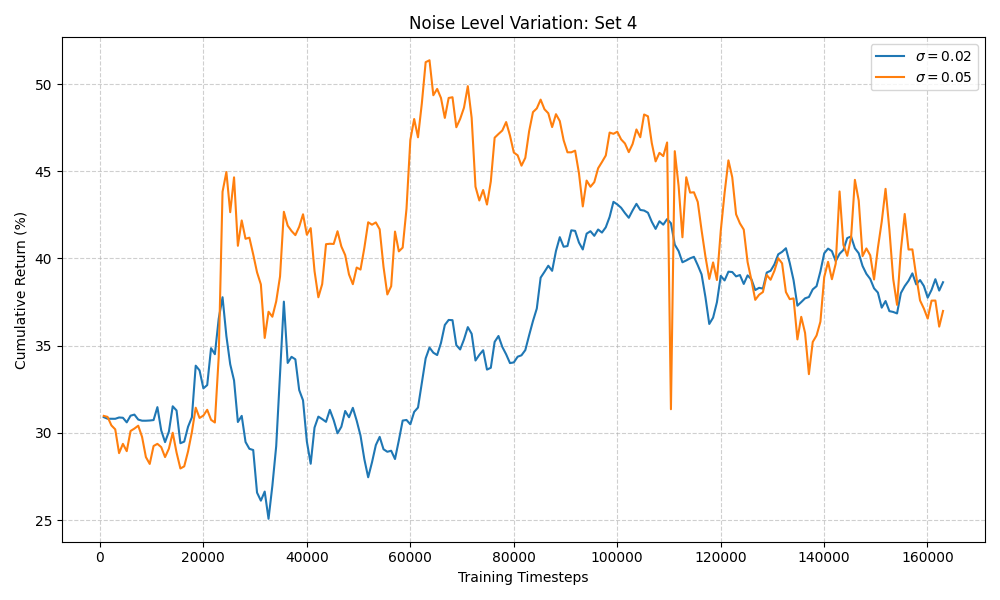 Noise Level Variation: Set 4
σ = 0.02
σ = 0.05
Cumulative Return (%)
50
45
40
35
30
25
0 20000 40000 60000 80000 100000 120000 140000 160000
Training Timesteps